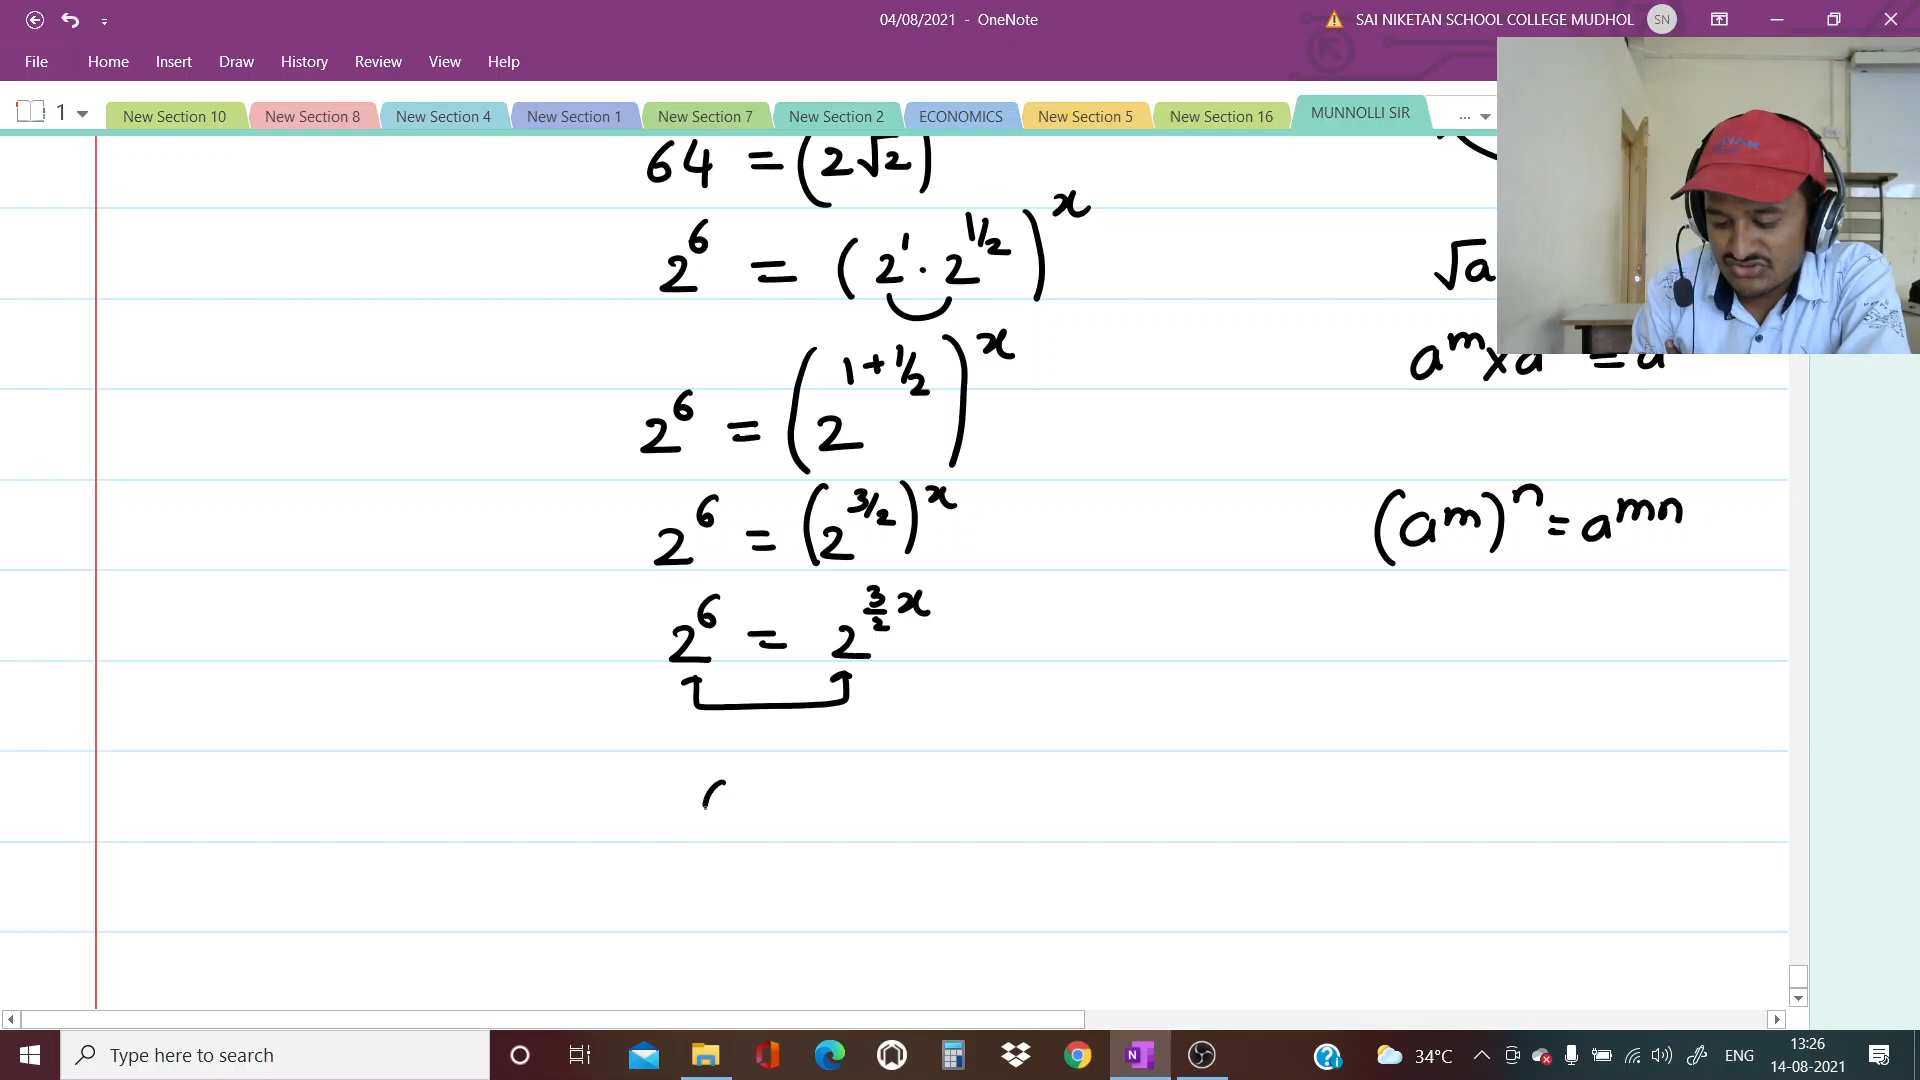 04/08/2021 - OneNote
SAI NIKETAN SCHOOL COLLEGE MUDHOL SN
File Home Insert Draw History Review View Help
1 New Section 10 New Section 8 New Section 4 New Section 1 New Section 7 New Section 2 ECONOMICS New Section 5 New Section 16 MUNNOLLI SIR ...
64 = (2√2)
2^6 = (2^1 · 2^1/2)^x
√a
2^6 = (2^1+1/2)^x
a^m × a = a
2^6 = (2^3/2)^x
(a^m)^n = a^mn
2^6 = 2^3/2 x
Type here to search
34°C ENG 13:26
14-08-2021